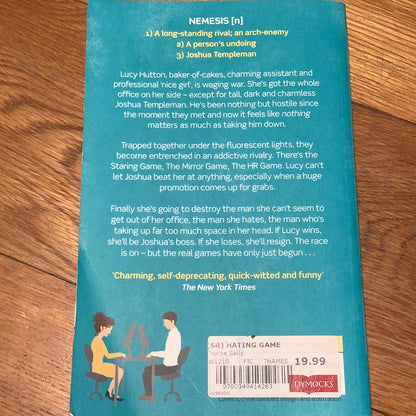 NEMESIS [n]
1) A long-standing rival; an arch-enemy
2) A person's undoing
3) Joshua Templeman
Lucy Hutton, baker-of-cakes, charming assistant and
professional 'nice girl', is waging war. She's got the whole
office on her side – except for tall, dark and charmless
Joshua Templeman. He's been nothing but hostile since
the moment they met and now it feels like nothing
matters as much as taking him down.
Trapped together under the fluorescent lights, they
become entrenched in an addictive rivalry. There's the
Staring Game, The Mirror Game, The HR Game. Lucy can't
let Joshua beat her at anything, especially when a huge
promotion comes up for grabs.
Finally she's going to destroy the man she can't seem to
get out of her office, the man she hates, the man who's
taking up far too much space in her head. If Lucy wins,
she'll be Joshua's boss. If she loses, she'll resign. The race
is on – but the real games have only just begun . . .
'Charming, self-deprecating, quick-witted and funny'
The New York Times
SR) HATING GAME
Sally
FIC THAMES 19.99
9780349414263
DYMOCKS
design and illustration